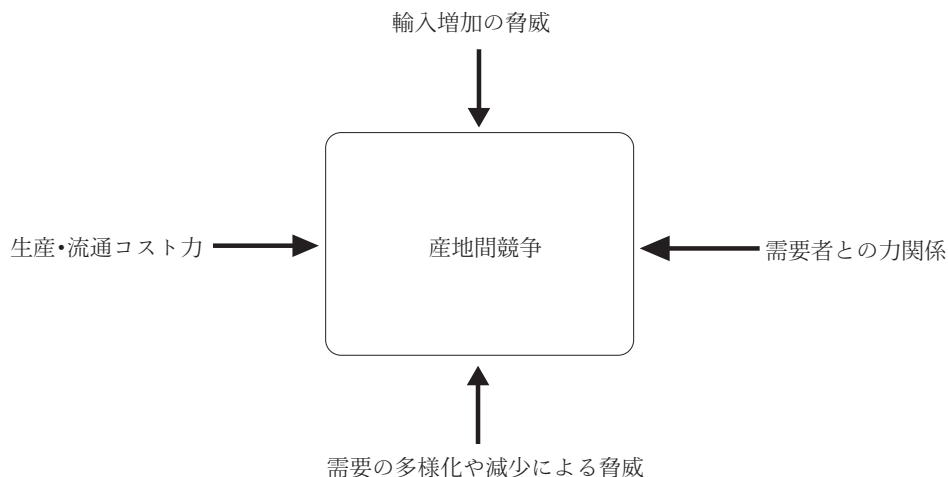 輸入増加の脅威
生産・流通コスト力
産地間競争
需要者との力関係
需要の多様化や減少による脅威